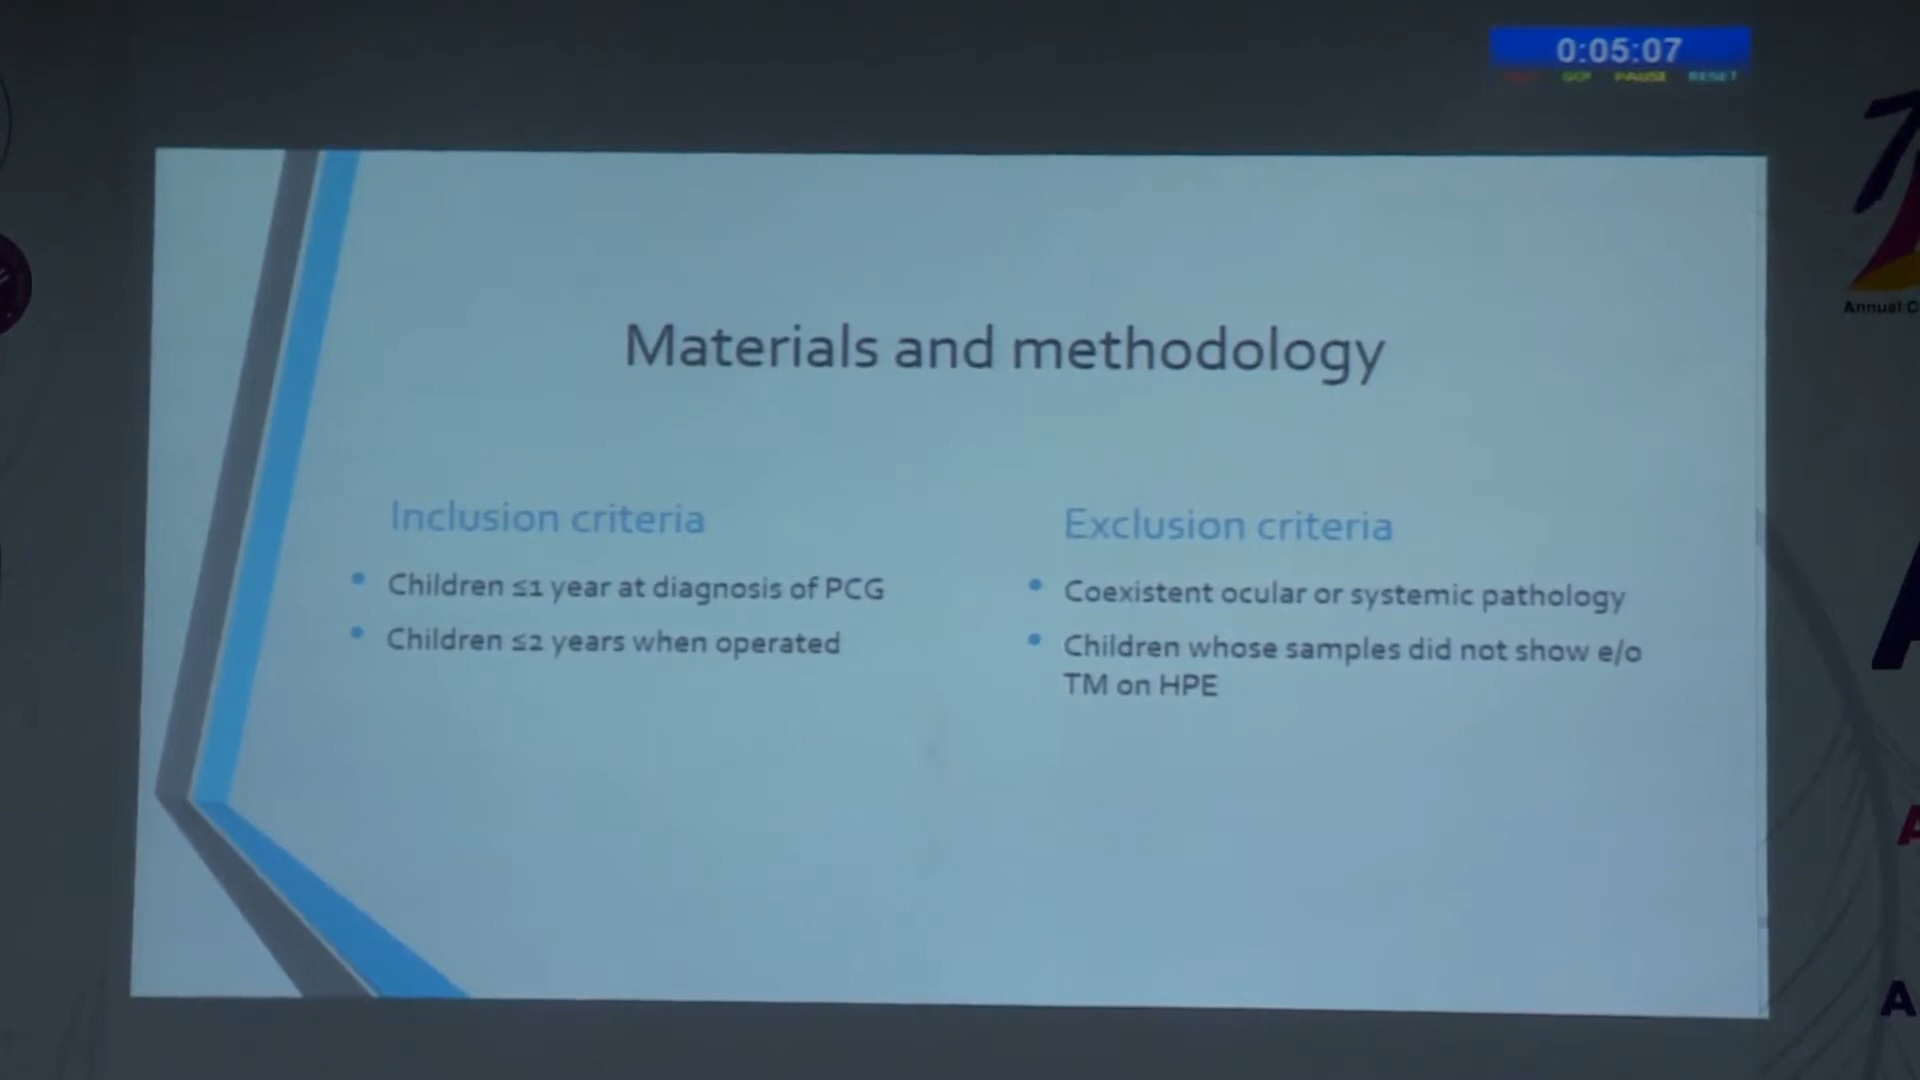 0:05:07
GO! PAUSE RESET
Annual
Materials and methodology
Inclusion criteria
• Children ≤1 year at diagnosis of PCG
• Children ≤2 years when operated
Exclusion criteria
• Coexistent ocular or systemic pathology
• Children whose samples did not show e/o
TM on HPE
A
A
A